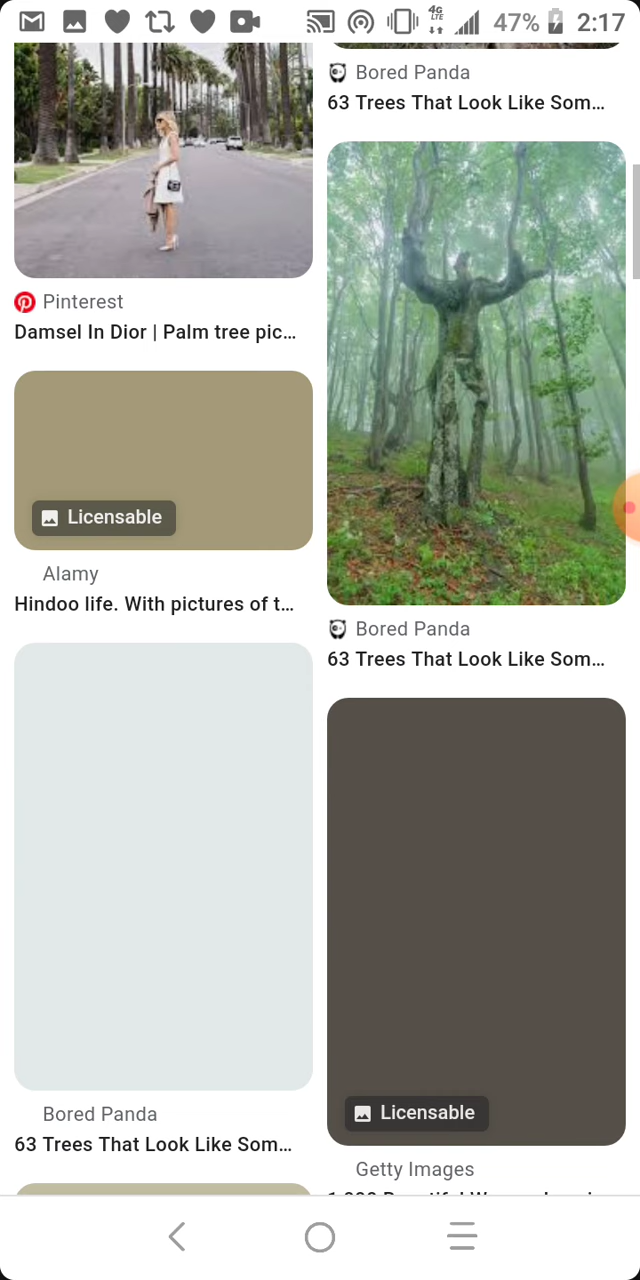 4G
LTE
47%
2:17
Pinterest
Damsel In Dior | Palm tree pic...
Licensable
Alamy
Hindoo life. With pictures of t...
Bored Panda
63 Trees That Look Like Som...
Bored Panda
63 Trees That Look Like Som...
Bored Panda
63 Trees That Look Like Som...
Licensable
Getty Images